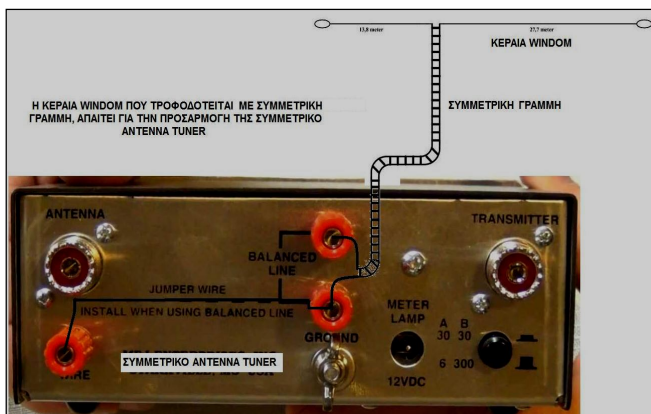 13,8 meter
27,7 meter
ΚΕΡΑΙΑ WINDOM
Η ΚΕΡΑΙΑ WINDOM ΠΟΥ ΤΡΟΦΟΔΟΤΕΙΤΑΙ ΜΕ ΣΥΜΜΕΤΡΙΚΗ
ΓΡΑΜΜΗ, ΑΠΑΙΤΕΙ ΓΙΑ ΤΗΝ ΠΡΟΣΑΡΜΟΓΗ ΤΗΣ ΣΥΜΜΕΤΡΙΚΟ
ANTENNA TUNER
ΣΥΜΜΕΤΡΙΚΗ ΓΡΑΜΜΗ
ANTENNA
TRANSMITTER
BALANCED
LINE
JUMPER WIRE
INSTALL WHEN USING BALANCED LINE
GROUND
METER
LAMP
12VDC
A B
30 30
6 300
ΣΥΜΜΕΤΡΙΚΟ ANTENNA TUNER